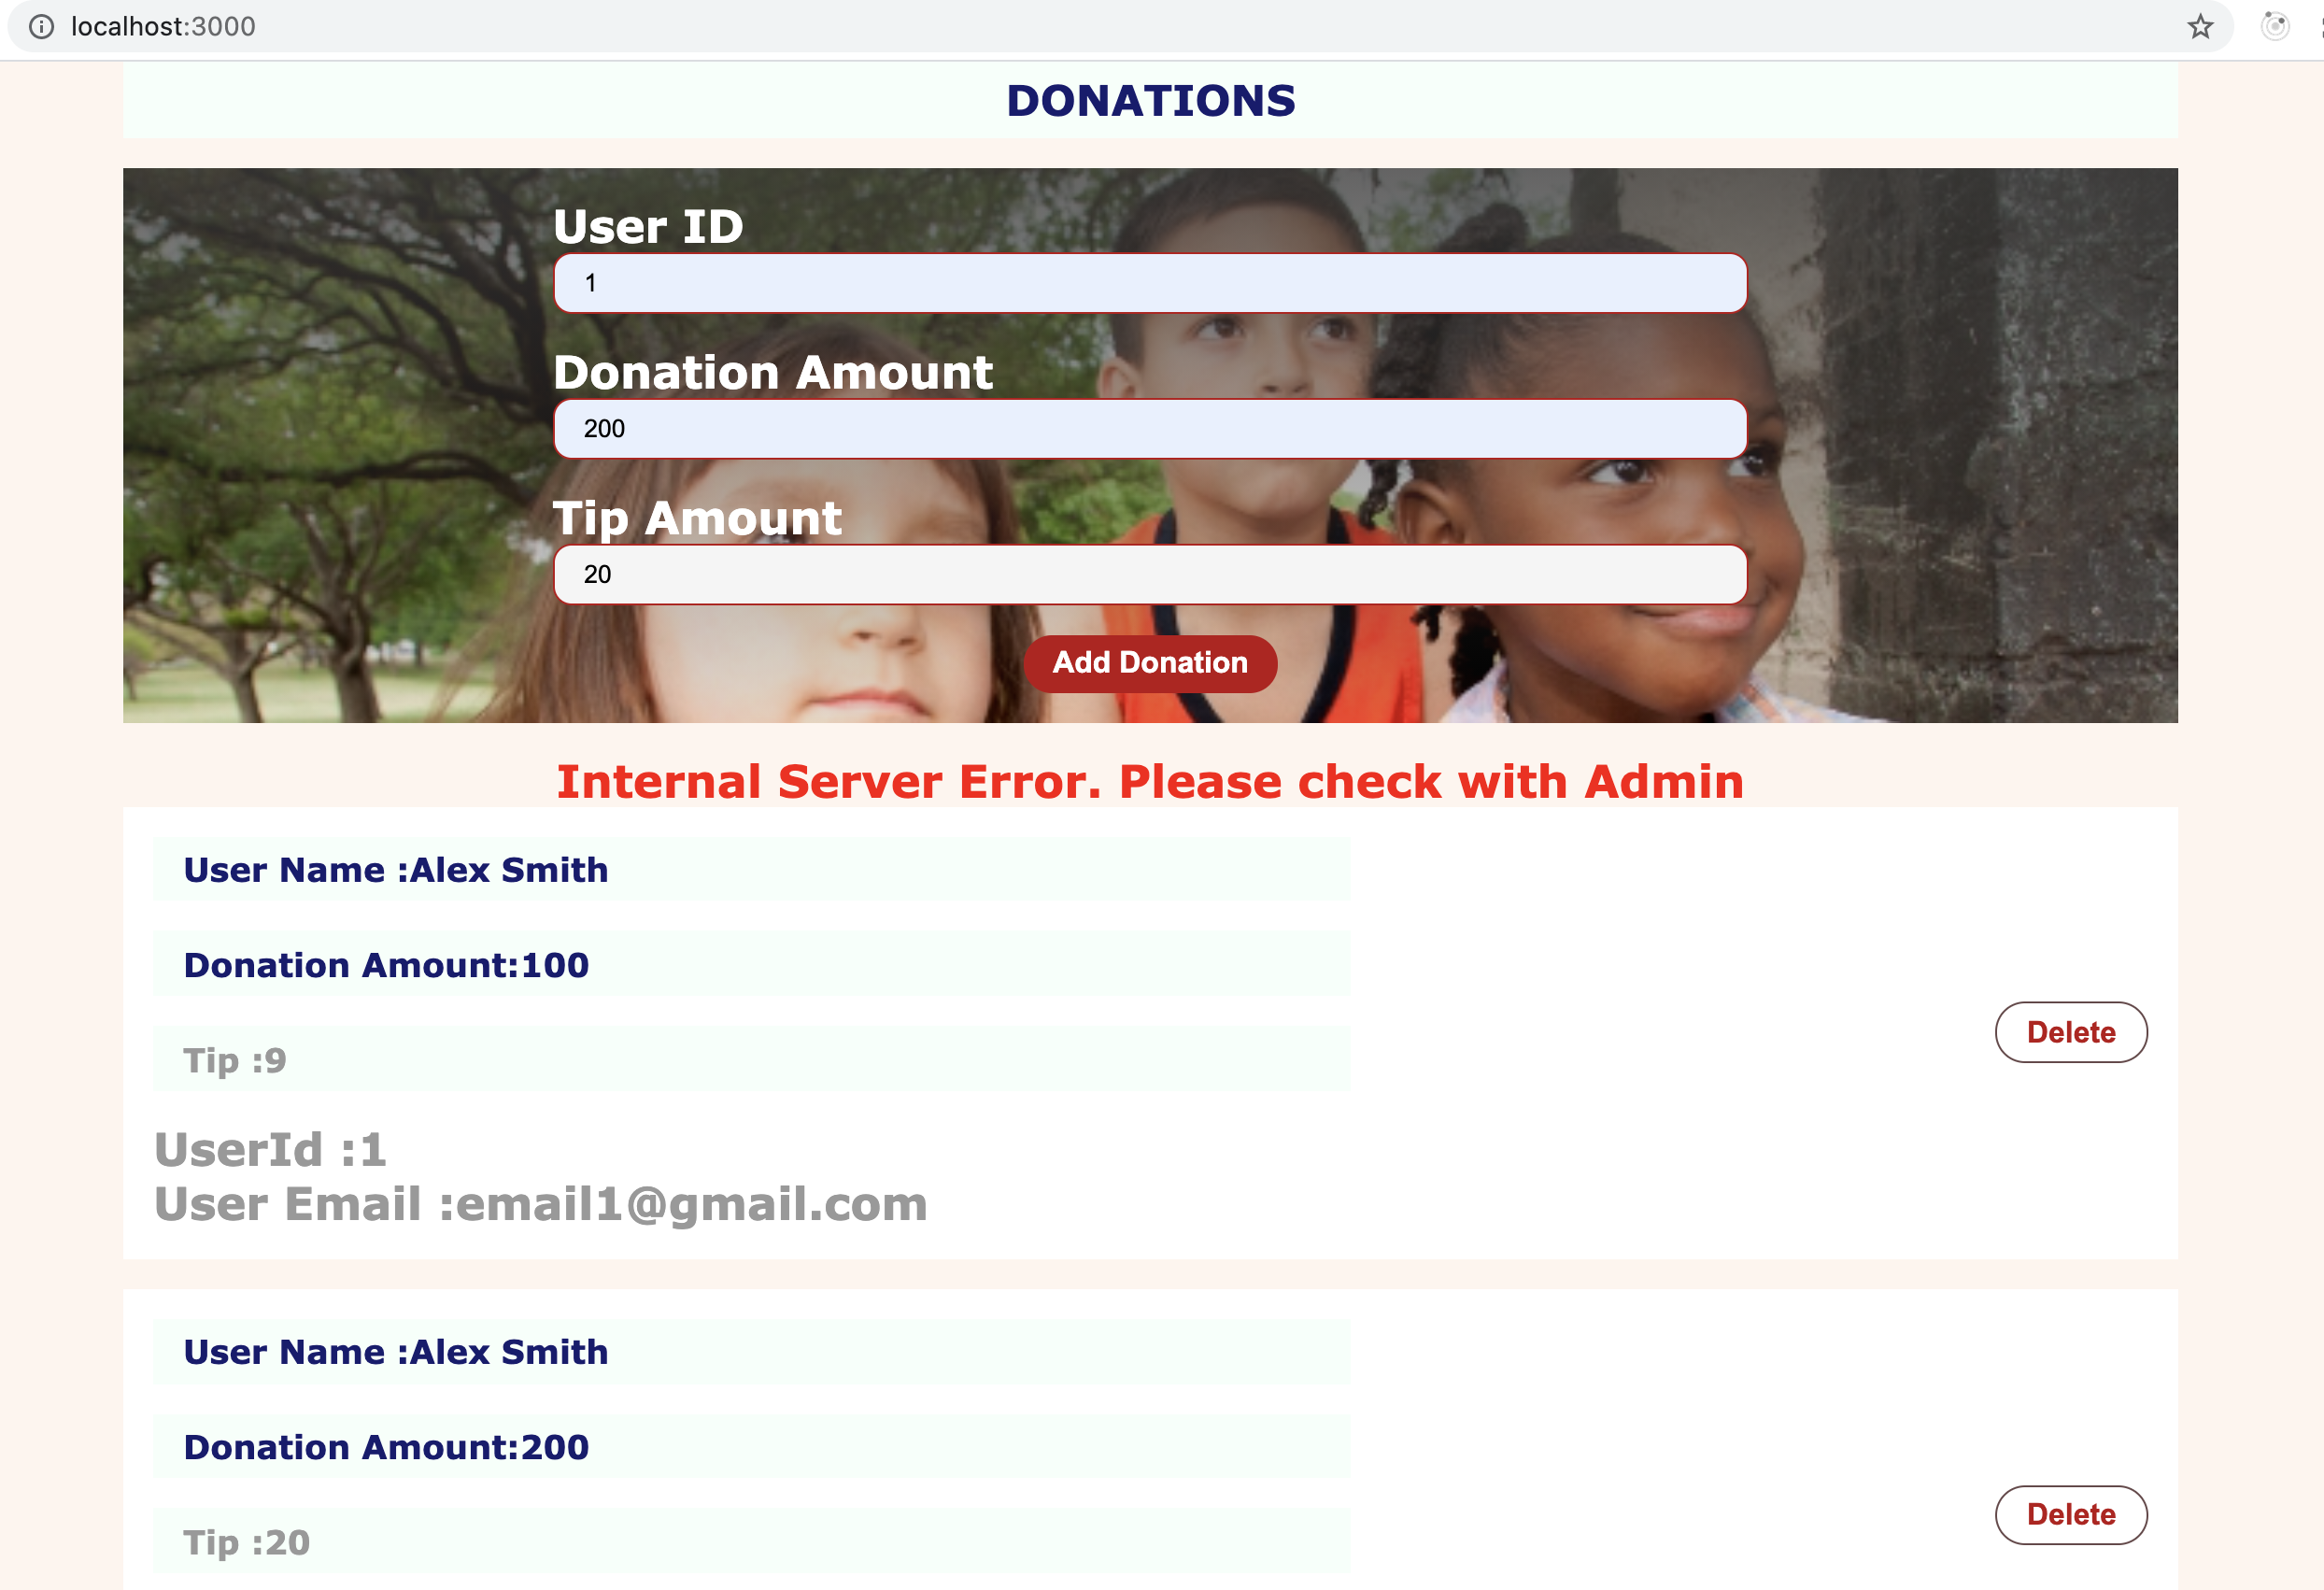 localhost:3000
DONATIONS
User ID
1
Donation Amount
200
Tip Amount
20
Add Donation
Internal Server Error. Please check with Admin
User Name :Alex Smith
Donation Amount:100
Delete
Tip :9
UserId :1
User Email :email1@gmail.com
User Name :Alex Smith
Donation Amount:200
Delete
Tip :20